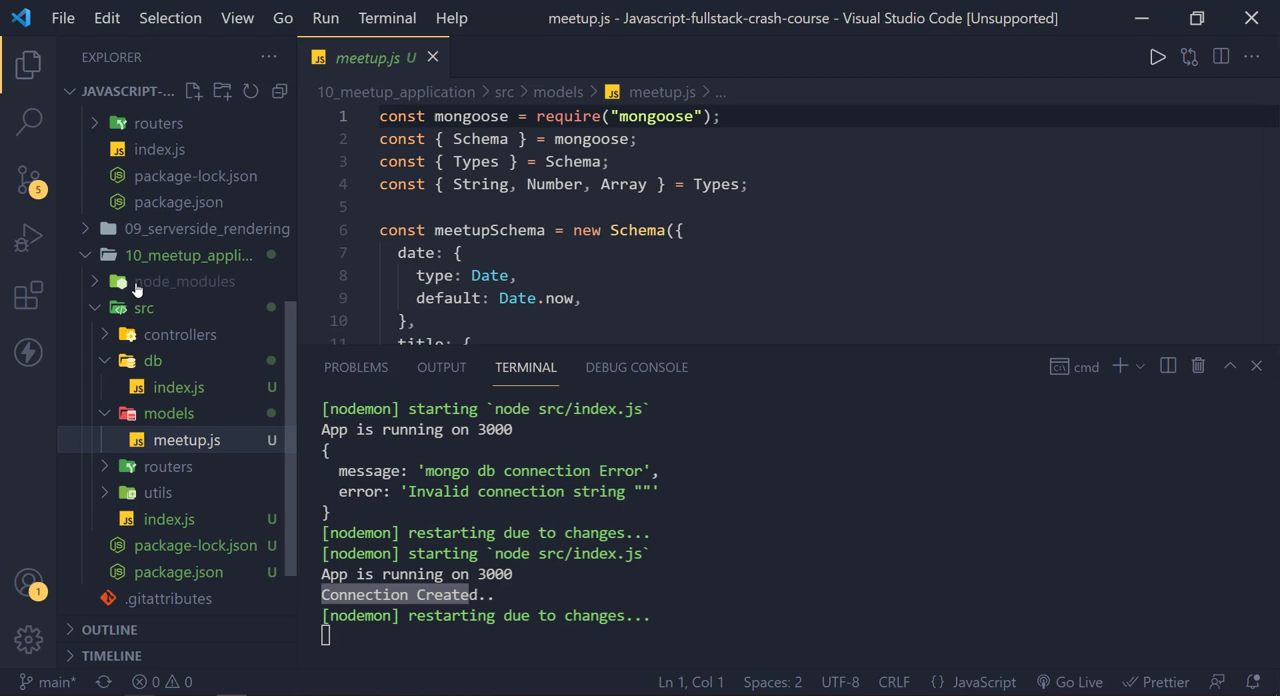 File Edit Selection View Go Run Terminal Help
meetup.js - Javascript-fullstack-crash-course - Visual Studio Code [Unsupported]
EXPLORER
JAVASCRIPT-...
routers
index.js
package-lock.json
package.json
09_serverside_rendering
10_meetup_appli...
node_modules
src
controllers
db
index.js U
models
meetup.js U
routers
utils
index.js U
package-lock.json U
package.json U
.gitattributes
OUTLINE
TIMELINE
5
1
JS meetup.js U
10_meetup_application > src > models > JS meetup.js > ...
1 const mongoose = require("mongoose");
2 const { Schema } = mongoose;
3 const { Types } = Schema;
4 const { String, Number, Array } = Types;
5
6 const meetupSchema = new Schema({
7 date: {
8 type: Date,
9 default: Date.now,
10 },
11 title: {
PROBLEMS OUTPUT TERMINAL DEBUG CONSOLE
cmd
[nodemon] starting `node src/index.js`
App is running on 3000
{
message: 'mongo db connection Error',
error: 'Invalid connection string ""'
}
[nodemon] restarting due to changes...
[nodemon] starting `node src/index.js`
App is running on 3000
Connection Created..
[nodemon] restarting due to changes...
main* 0 0 Ln 1, Col 1 Spaces: 2 UTF-8 CRLF {} JavaScript Go Live Prettier